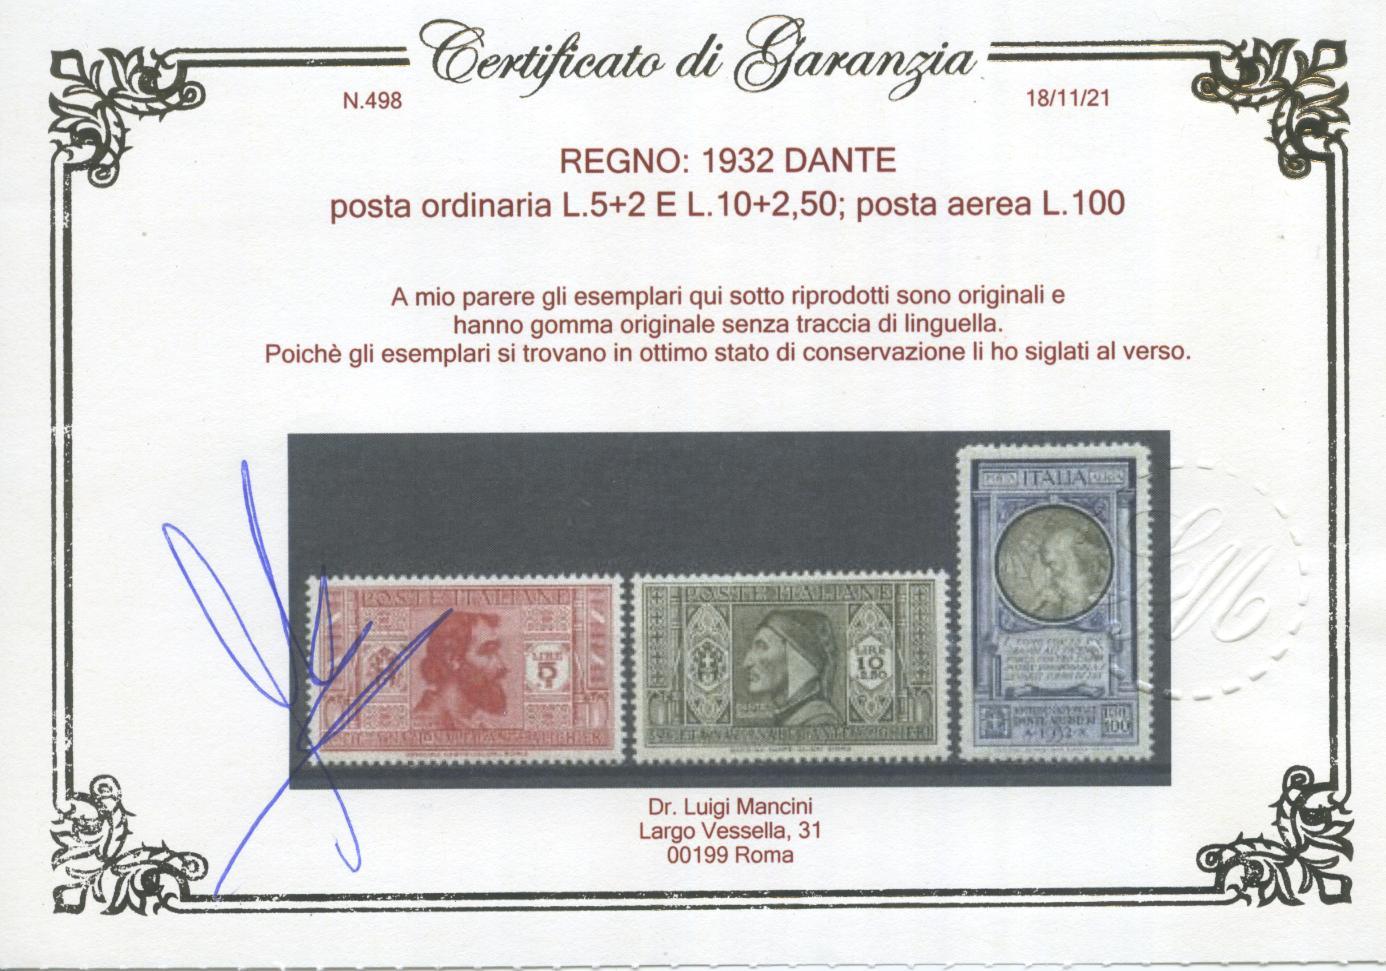 Certificato di Garanzia
N.498
18/11/21
REGNO: 1932 DANTE
posta ordinaria L.5+2 E L.10+2,50; posta aerea L.100
A mio parere gli esemplari qui sotto riprodotti sono originali e
hanno gomma originale senza traccia di linguella.
Poichè gli esemplari si trovano in ottimo stato di conservazione li ho siglati al verso.
POSTE ITALIANE
LIRE
5
POSTE ITALIANE
LIRE
10
+2.50
DANTE
ITALIA
DANTE
1932
100
Dr. Luigi Mancini
Largo Vessella, 31
00199 Roma